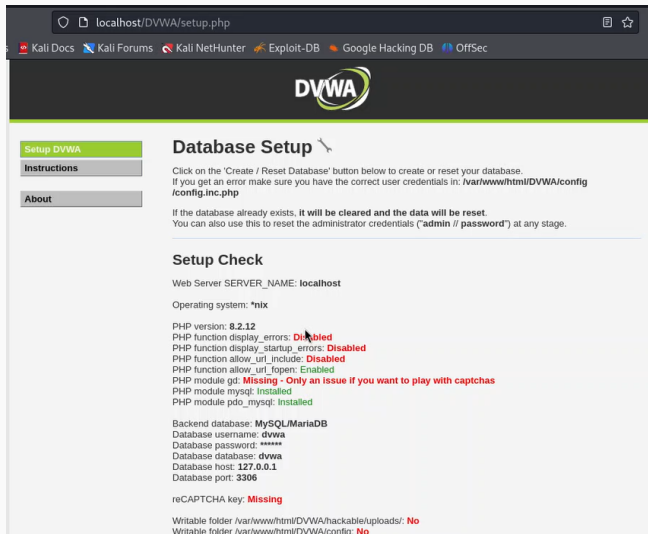 localhost/DVWA/setup.php
s Kali Docs Kali Forums Kali NetHunter Exploit-DB Google Hacking DB OffSec
DVWA
Setup DVWA
Instructions
About
Database Setup
Click on the 'Create / Reset Database' button below to create or reset your database.
If you get an error make sure you have the correct user credentials in: /var/www/html/DVWA/config
/config.inc.php
If the database already exists, it will be cleared and the data will be reset.
You can also use this to reset the administrator credentials ("admin // password") at any stage.
Setup Check
Web Server SERVER_NAME: localhost
Operating system: *nix
PHP version: 8.2.12
PHP function display_errors: Disabled
PHP function display_startup_errors: Disabled
PHP function allow_url_include: Disabled
PHP function allow_url_fopen: Enabled
PHP module gd: Missing - Only an issue if you want to play with captchas
PHP module mysql: Installed
PHP module pdo_mysql: Installed
Backend database: MySQL/MariaDB
Database username: dvwa
Database password: ******
Database database: dvwa
Database host: 127.0.0.1
Database port: 3306
reCAPTCHA key: Missing
Writable folder /var/www/html/DVWA/hackable/uploads/: No
Writable folder /var/www/html/DVWA/config: No